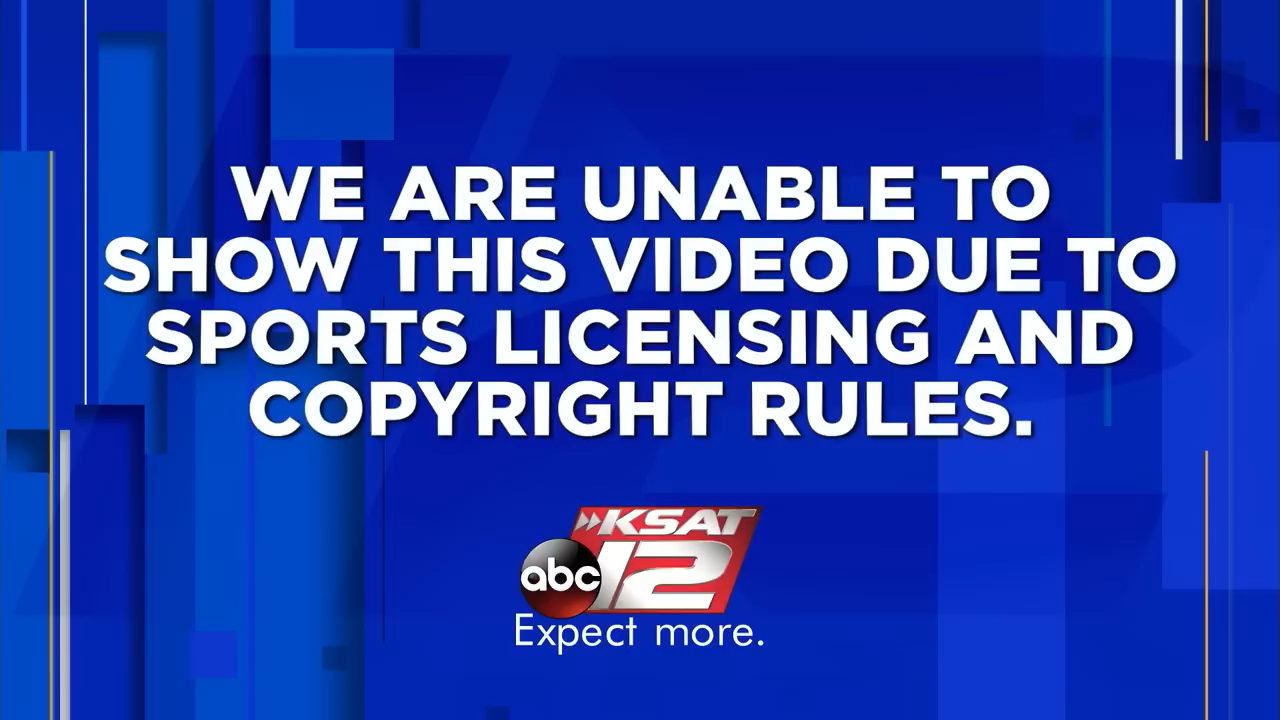 WE ARE UNABLE TO
SHOW THIS VIDEO DUE TO
SPORTS LICENSING AND
COPYRIGHT RULES.
KSAT
abc 12
Expect more.